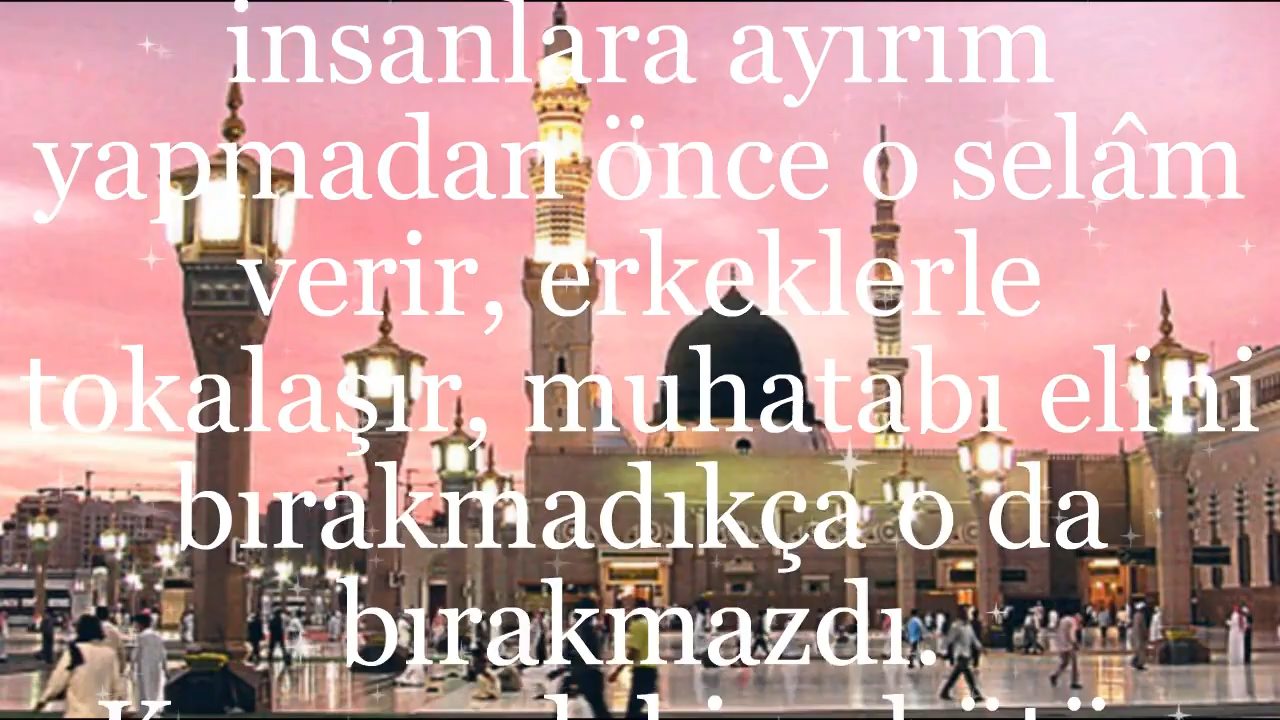 insanlara ayırım
yapmadan önce o selâm
verir, erkeklerle
tokalaşır, muhatabı elini
bırakmadıkça o da
bırakmazdı.